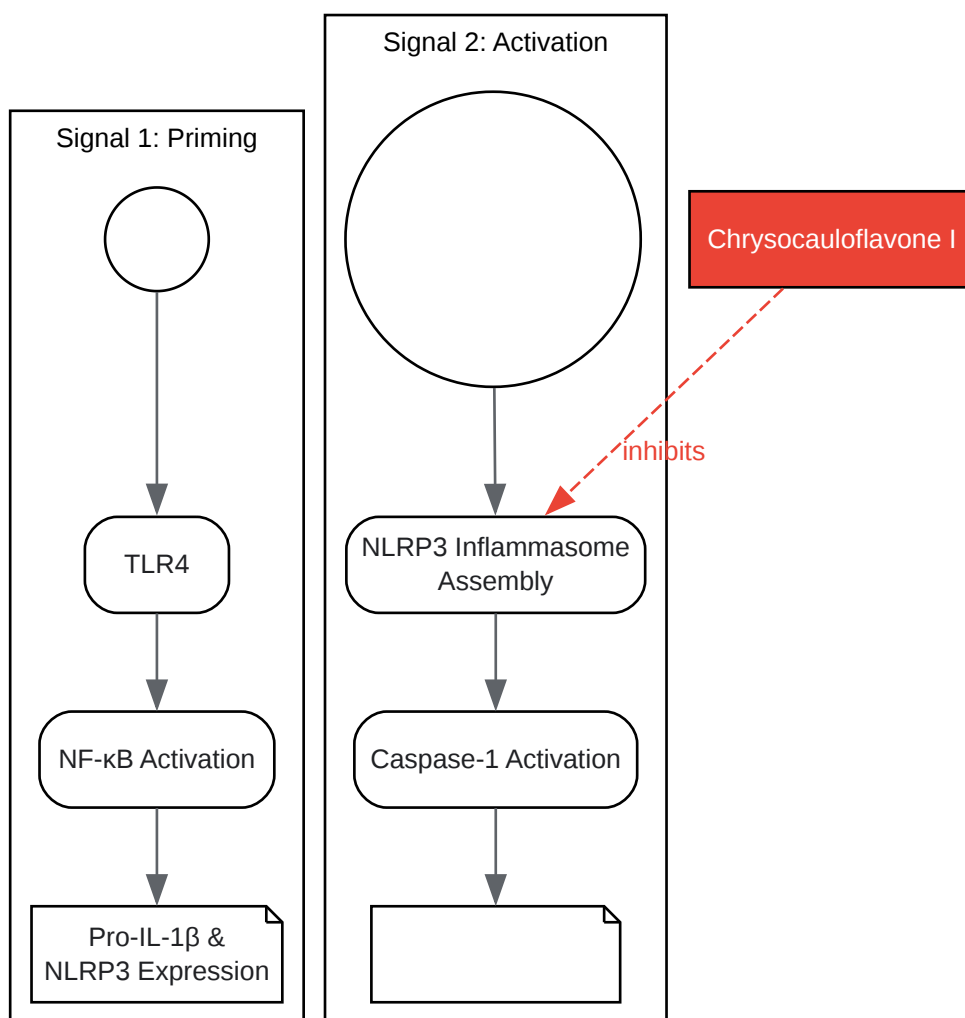 Signal 1: Priming
TLR4
NF-κB Activation
Pro-IL-1β &
NLRP3 Expression
Signal 2: Activation
NLRP3 Inflammasome
Assembly
Caspase-1 Activation
Chrysocauloflavone I
inhibits